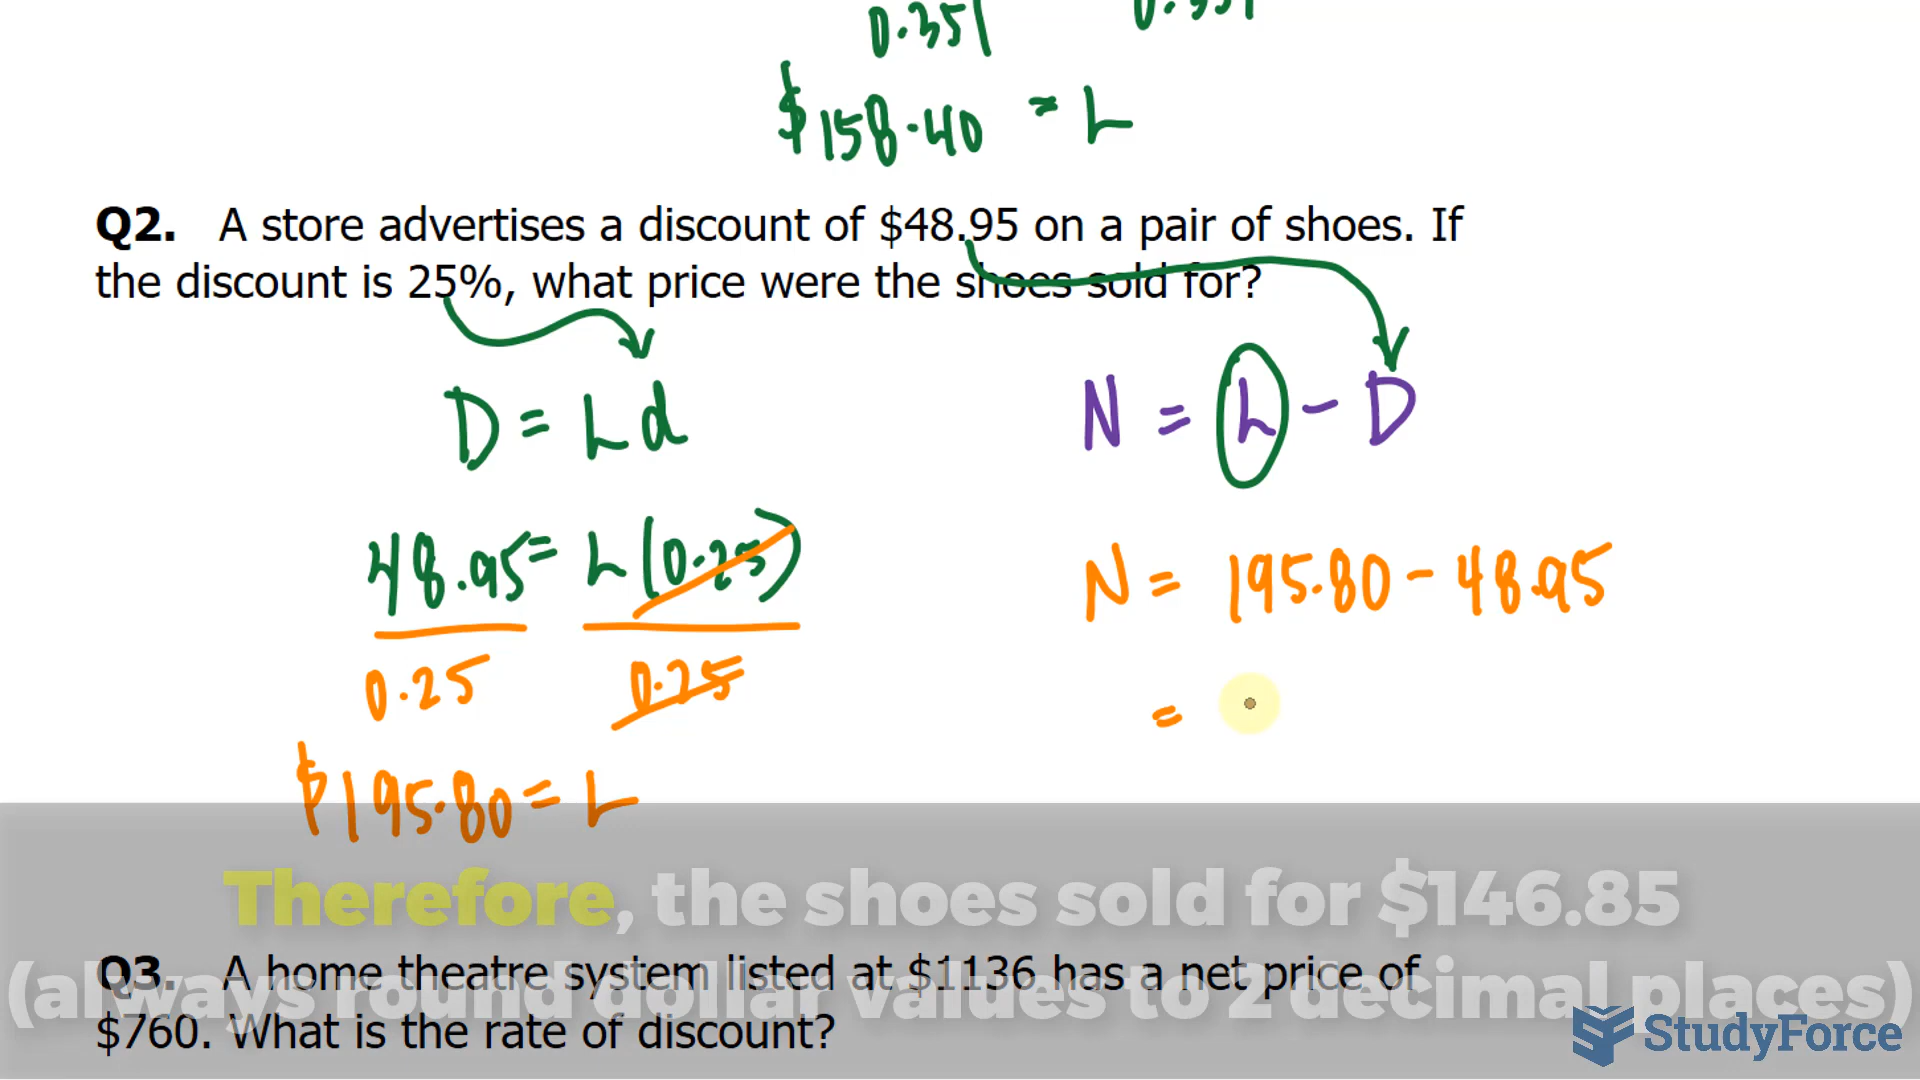 0.351
$158.40 = L
Q2. A store advertises a discount of $48.95 on a pair of shoes. If
the discount is 25%, what price were the shoes sold for?
D = Ld
N = L - D
48.95 = L(0.25)
0.25 0.25
N = 195.80 - 48.95
=
$195.80 = L
Therefore, the shoes sold for $146.85
(always round dollar values to 2 decimal places)
Q3. A home theatre system listed at $1136 has a net price of
$760. What is the rate of discount?
StudyForce